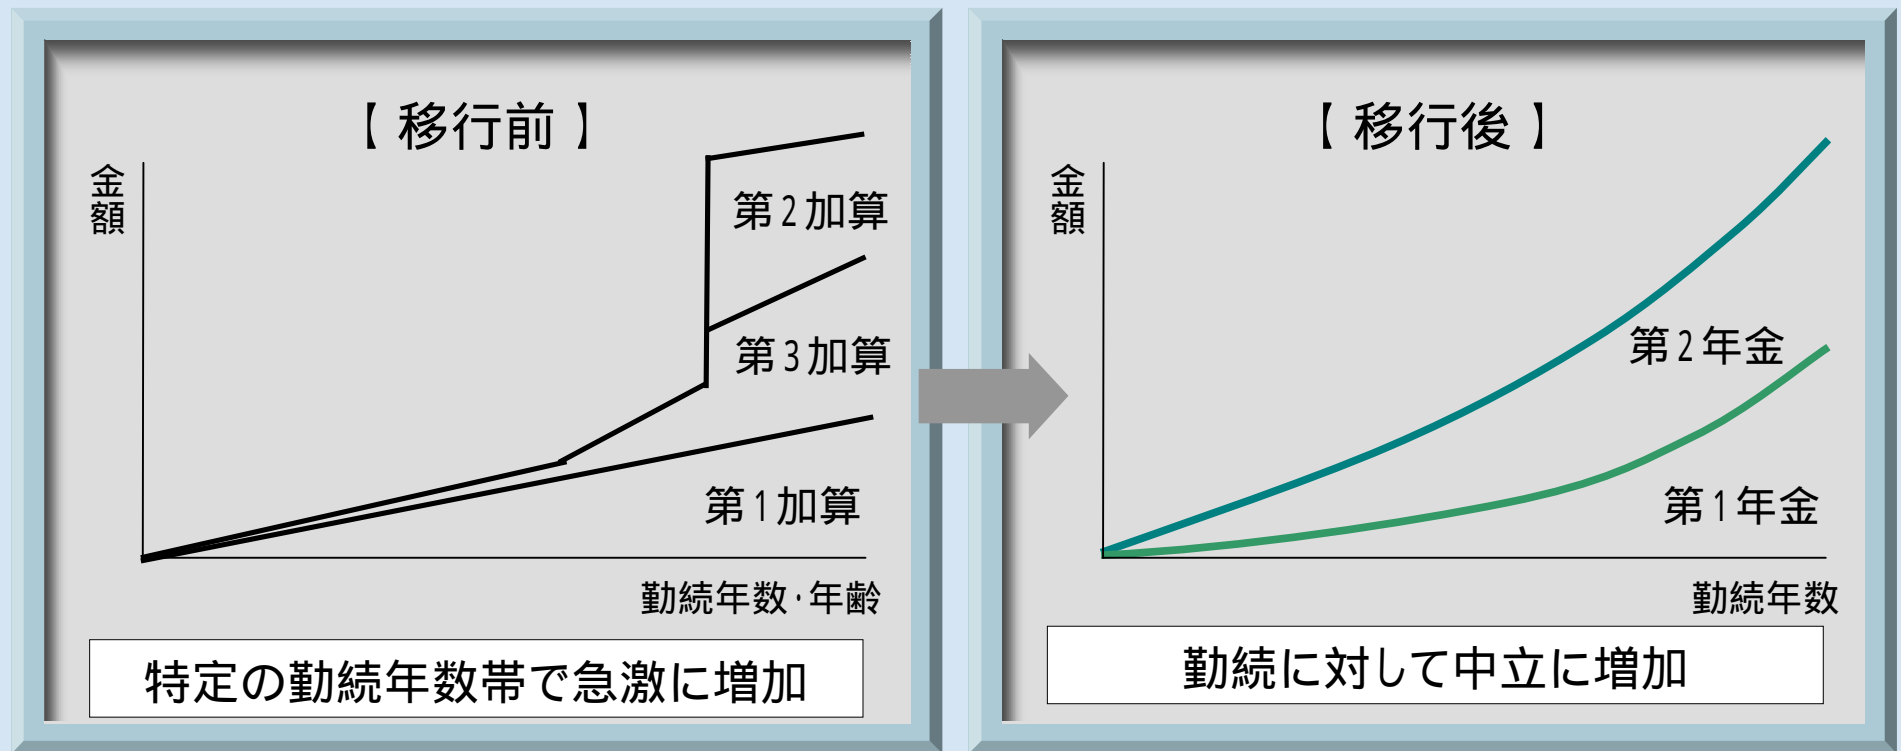 【 移行前 】
金額
第2加算
第3加算
第1加算
勤続年数・年齢
特定の勤続年数帯で急激に増加
【 移行後 】
金額
第2年金
第1年金
勤続年数
勤続に対して中立に増加